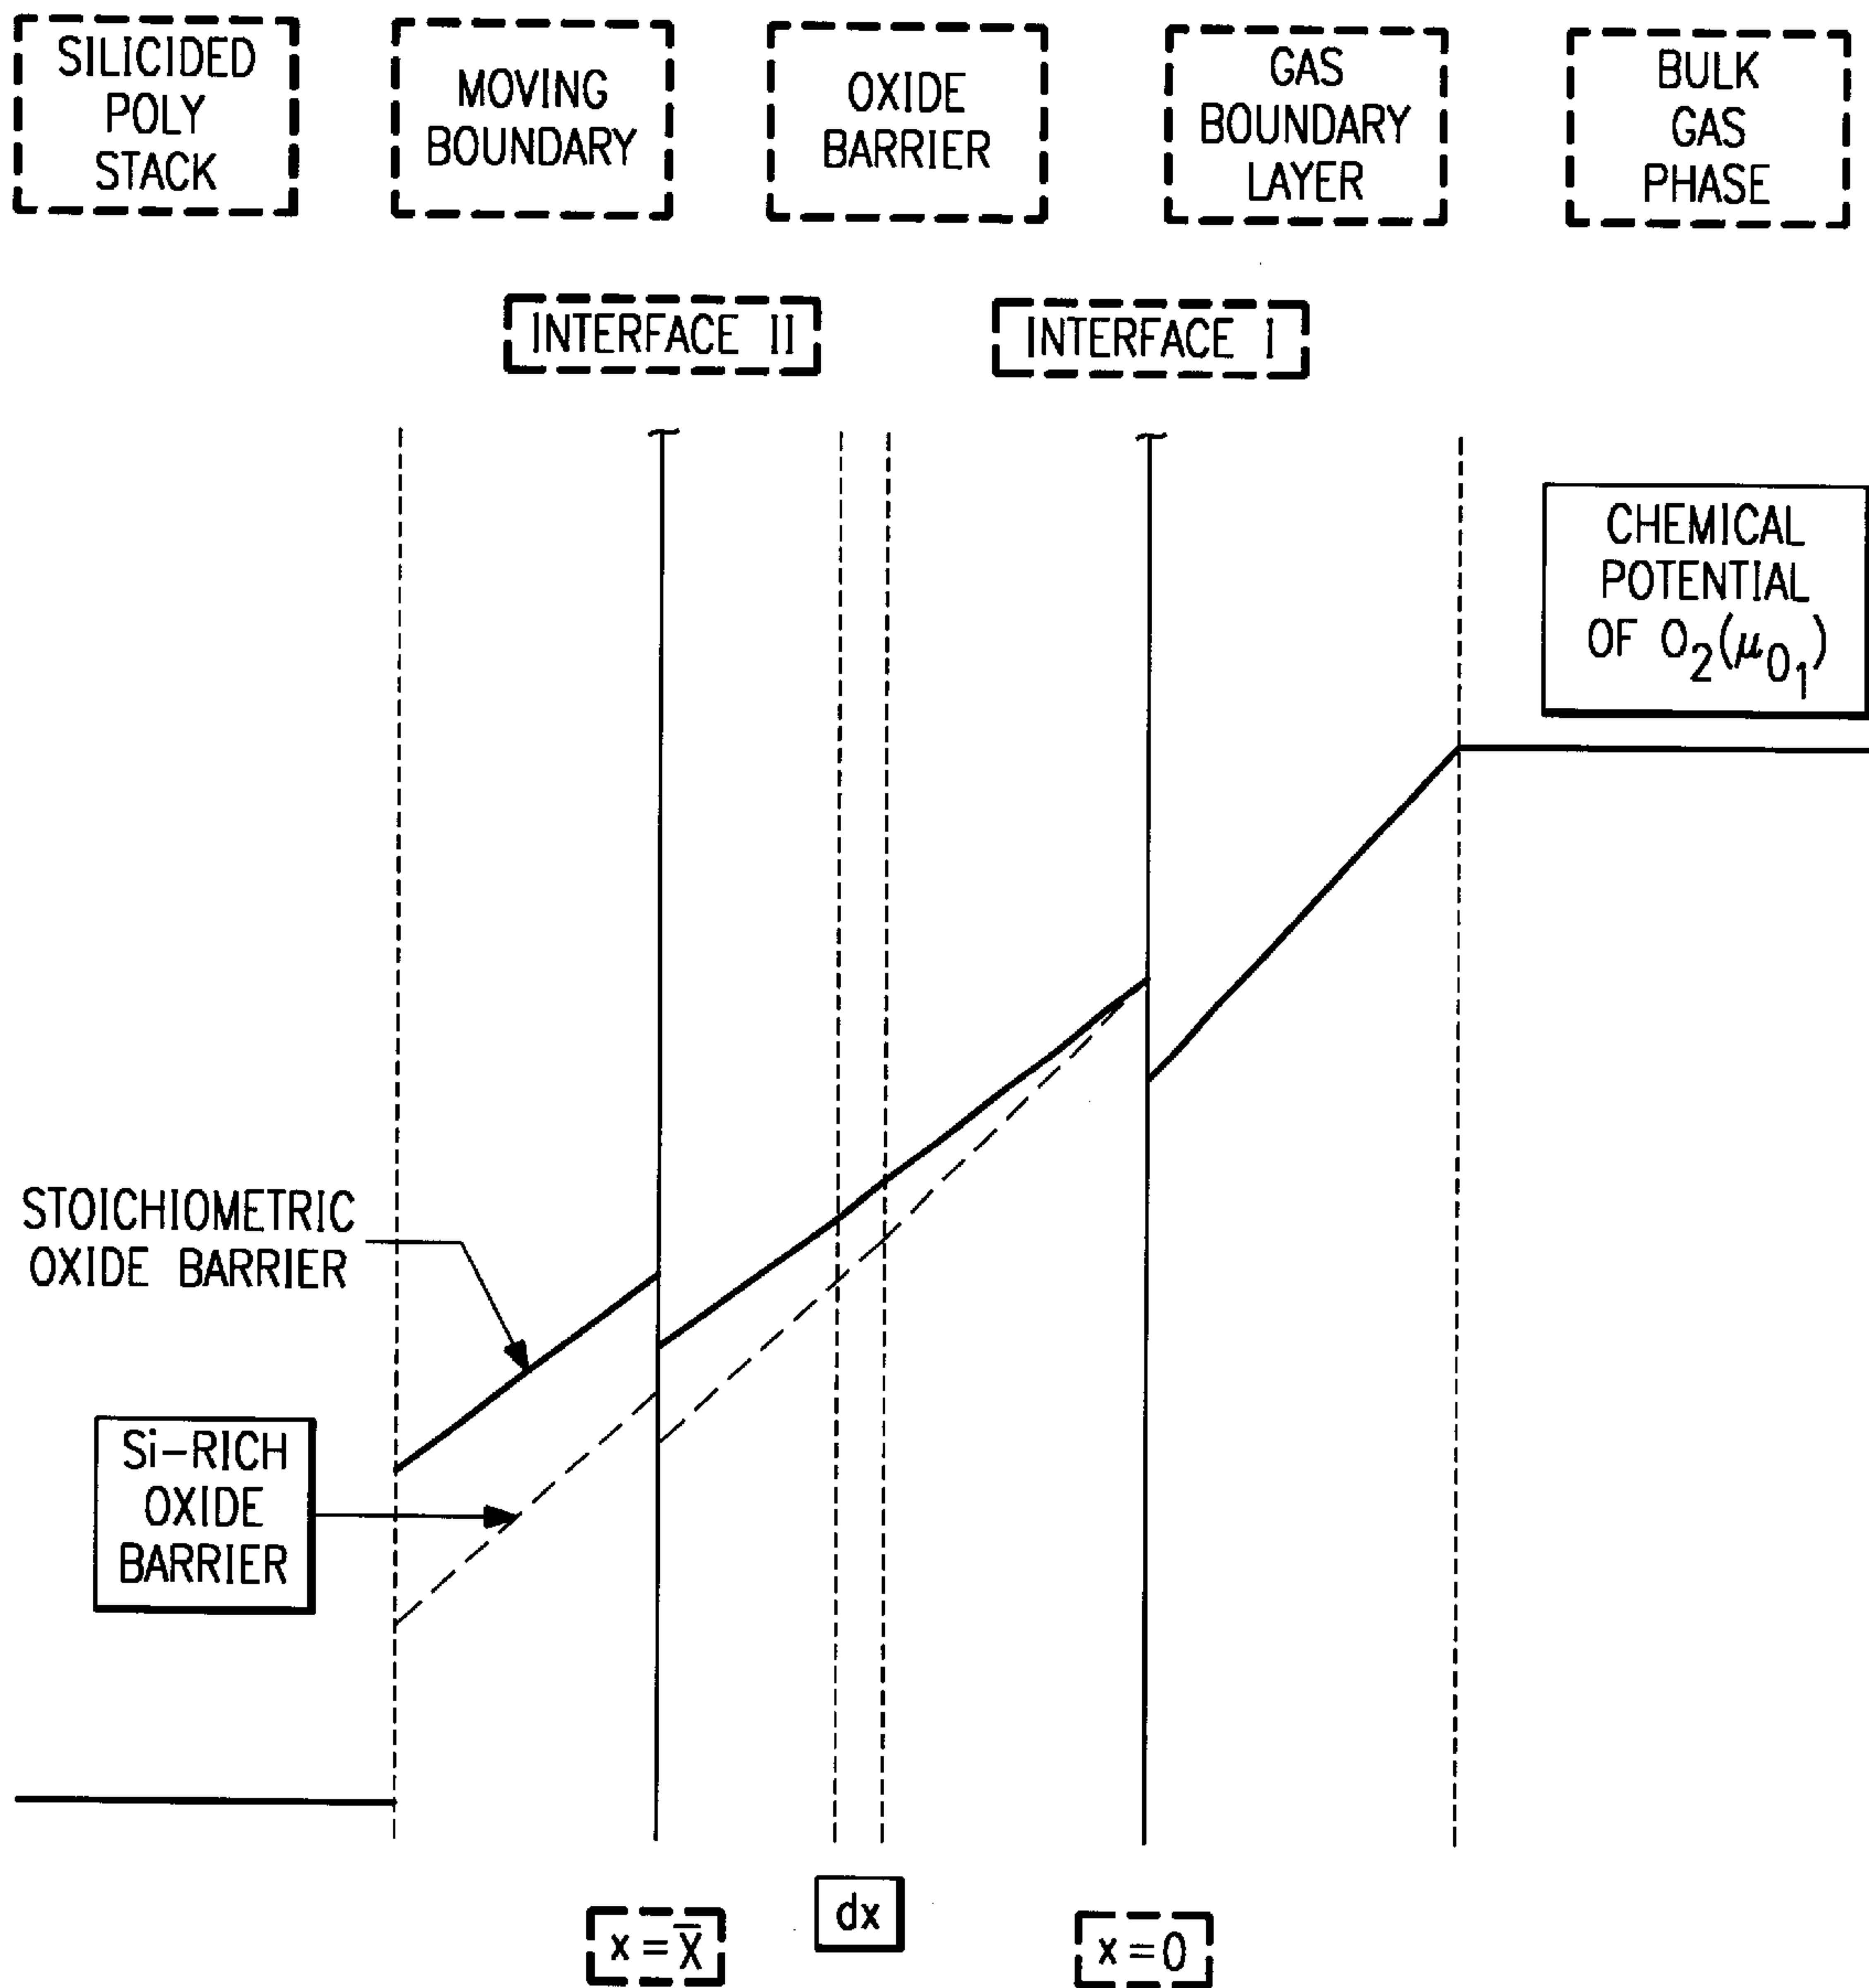 SILICIDED
POLY
STACK
MOVING
BOUNDARY
OXIDE
BARRIER
GAS
BOUNDARY
LAYER
BULK
GAS
PHASE
INTERFACE II
INTERFACE I
CHEMICAL
POTENTIAL
OF O₂(μ_O₁)
STOICHIOMETRIC
OXIDE BARRIER
Si-RICH
OXIDE
BARRIER
dx
x=X̅
x=0